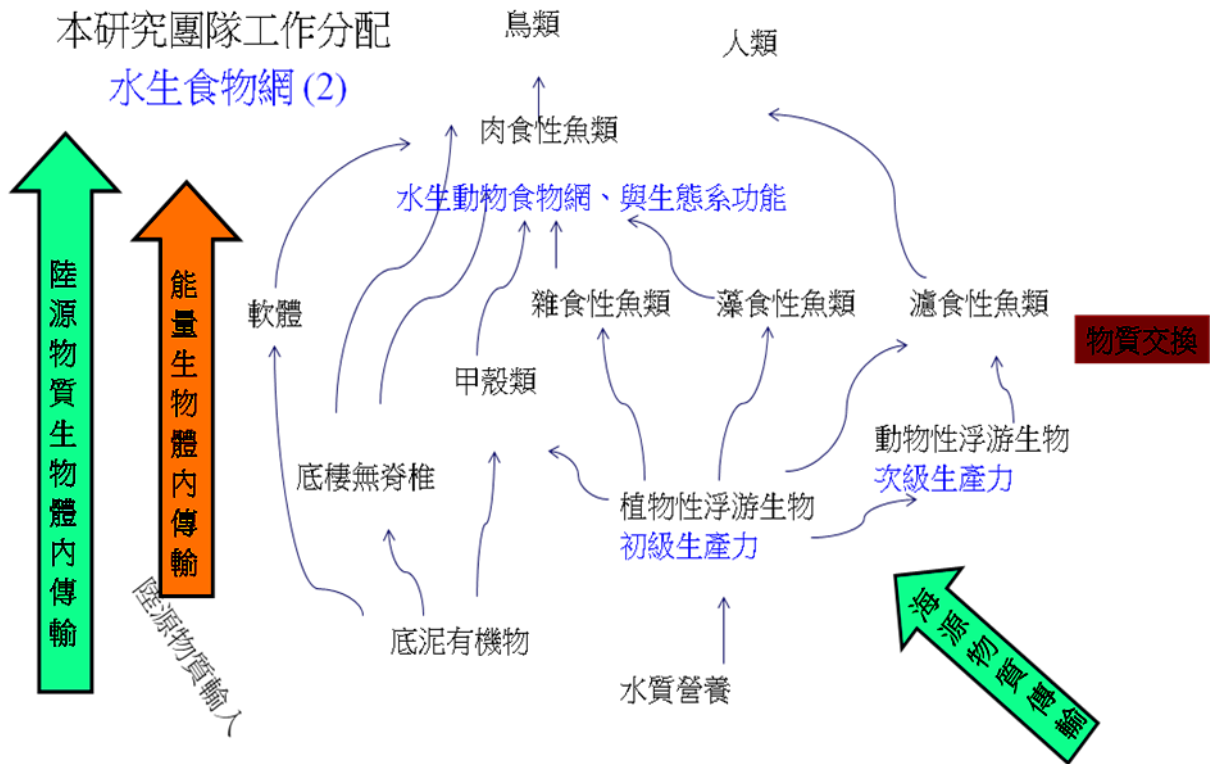 本研究團隊工作分配
水生食物網 (2)
鳥類
人類
肉食性魚類
水生動物食物網、與生態系功能
軟體
雜食性魚類
藻食性魚類
濾食性魚類
物質交換
甲殼類
底棲無脊椎
動物性浮游生物
次級生產力
植物性浮游生物
初級生產力
底泥有機物
水質營養
陸源物質生物體內傳輸
能量生物體內傳輸
陸源物質輸入
海源物質傳輸